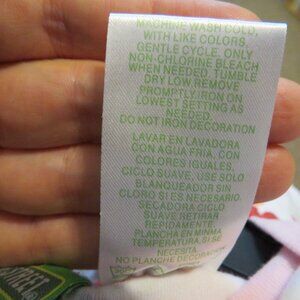 MACHINE WASH COLD,
WITH LIKE COLORS,
GENTLE CYCLE. ONLY
NON-CHLORINE BLEACH
WHEN NEEDED. TUMBLE
DRY LOW, REMOVE
PROMPTLY. IRON ON
LOWEST SETTING AS
NEEDED.
DO NOT IRON DECORATION
LAVAR EN LAVADORA
CON AGUA FRIA, CON
COLORES IGUALES,
CICLO SUAVE, USE SOLO
BLANQUEADOR SIN
CLORO SI ES NECESARIO,
SECADORA CICLO
SUAVE RETIRAR
RAPIDAMENTE,
PLANCHA EN MINMA
TEMPERATURA, SI SE
NECESITA
NO PLANCHE DECORACION
STREET